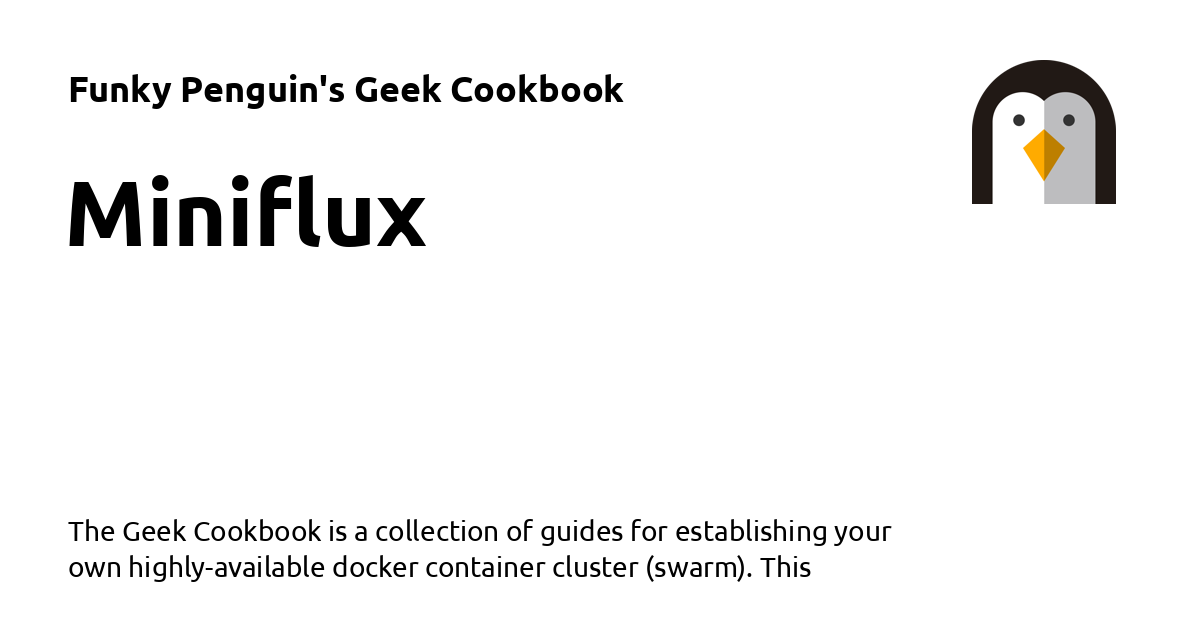 Funky Penguin's Geek Cookbook
Miniflux
The Geek Cookbook is a collection of guides for establishing your
own highly-available docker container cluster (swarm). This